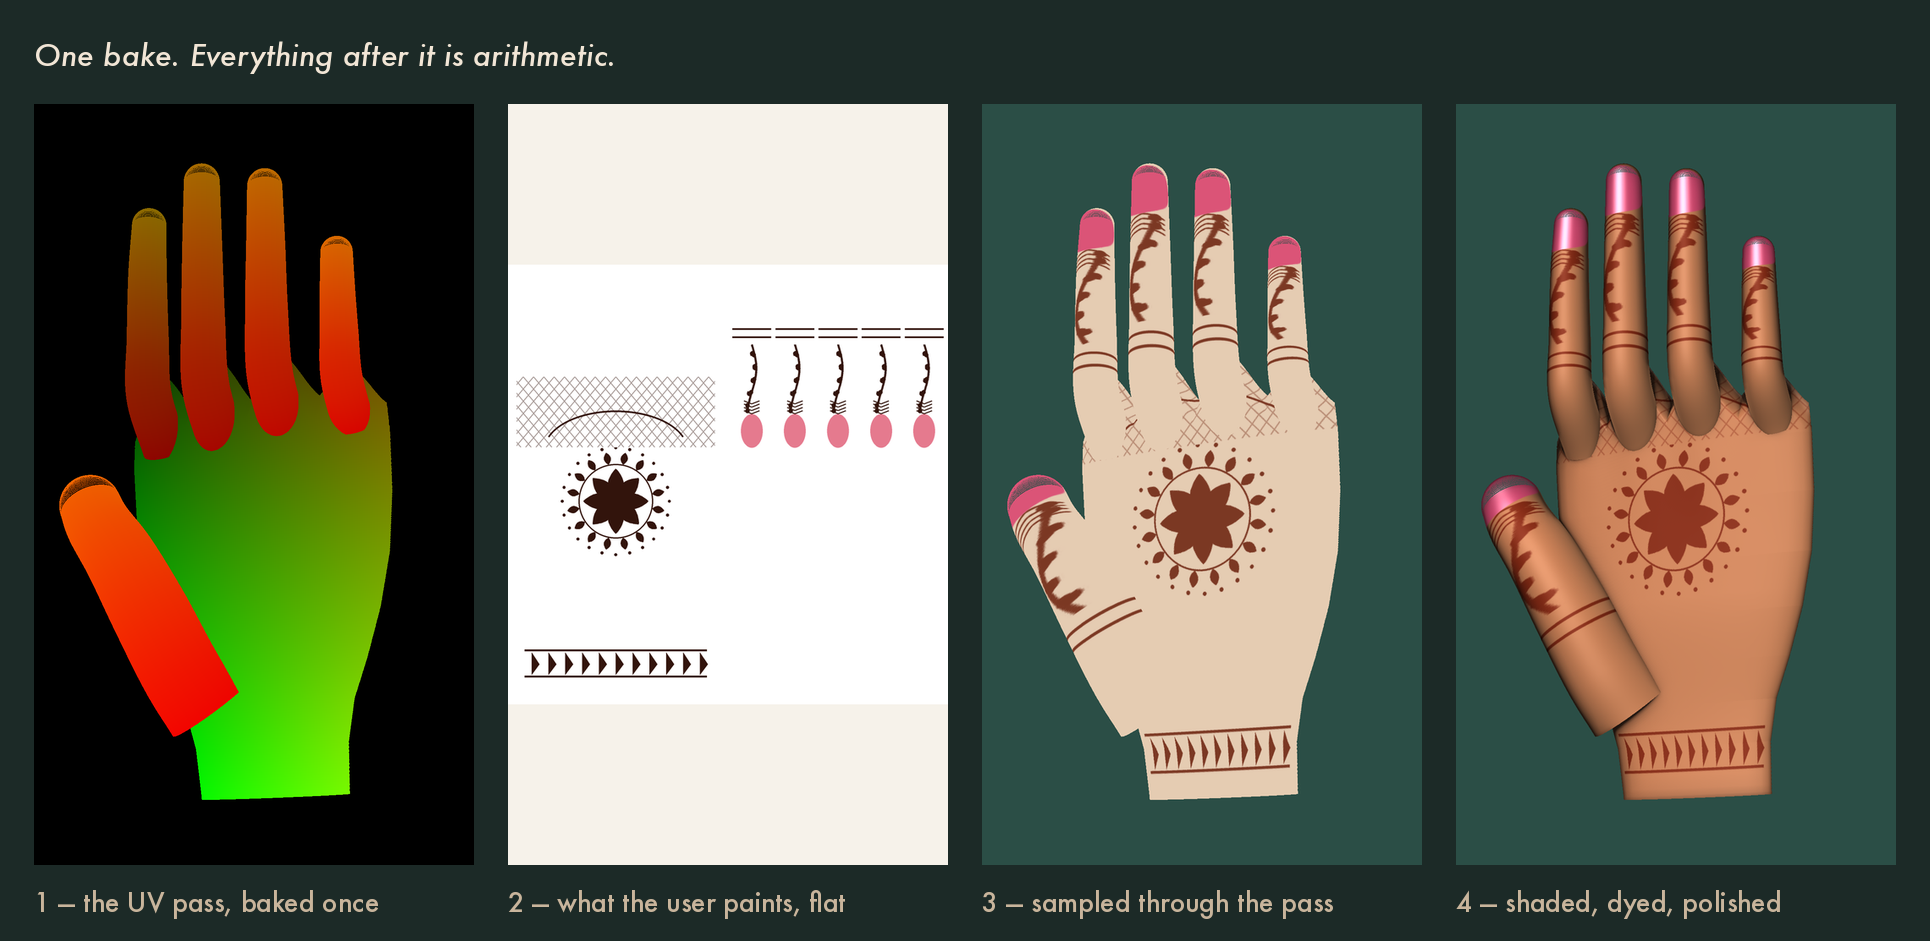 One bake. Everything after it is arithmetic.
1 — the UV pass, baked once
2 — what the user paints, flat
3 — sampled through the pass
4 — shaded, dyed, polished